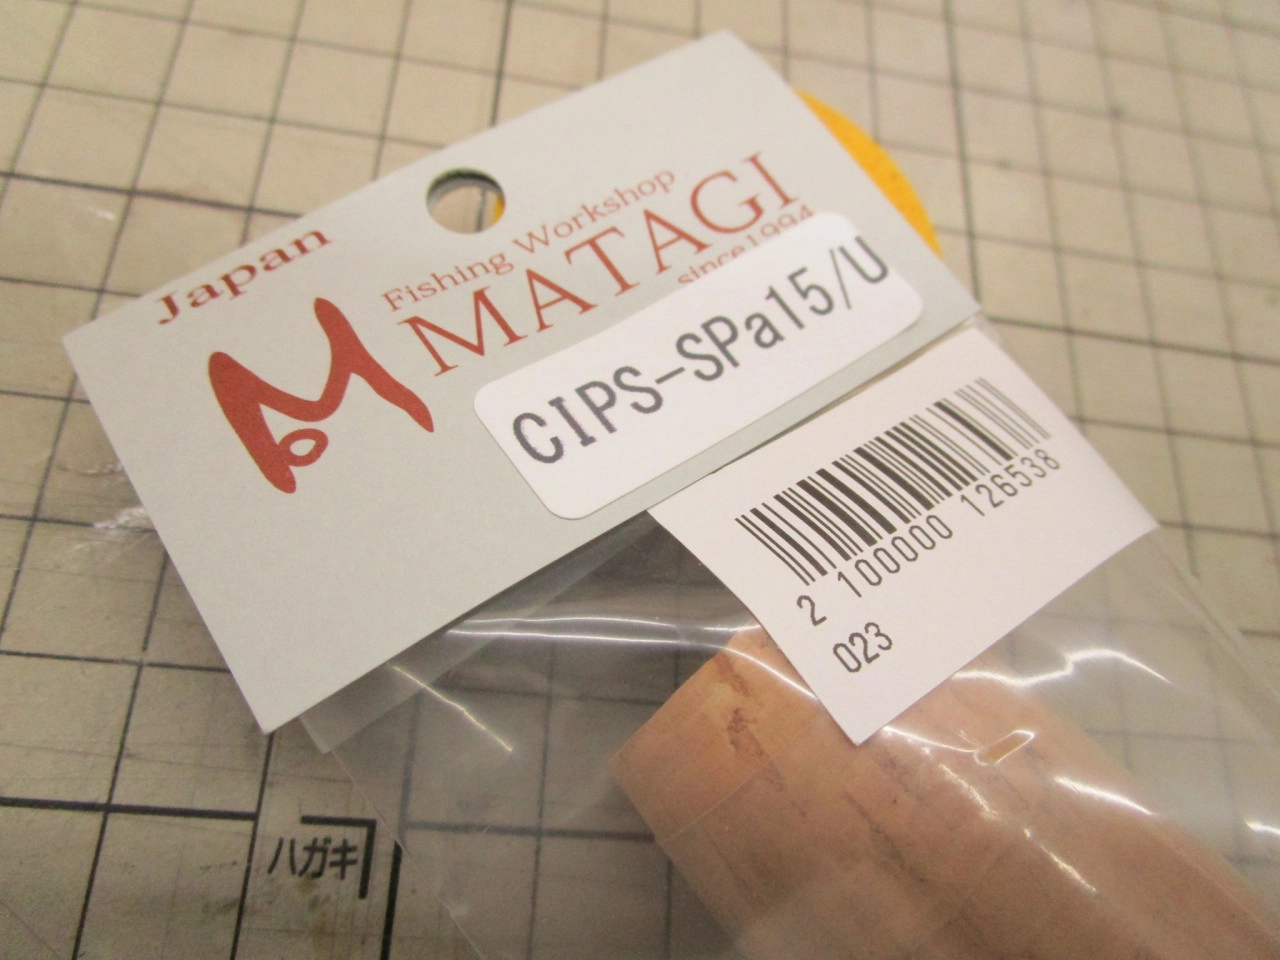 Japan
Fishing Workshop
MATAGI
since1994
CIPS-SPa15/U
2 100000 126538
023
ハガキ